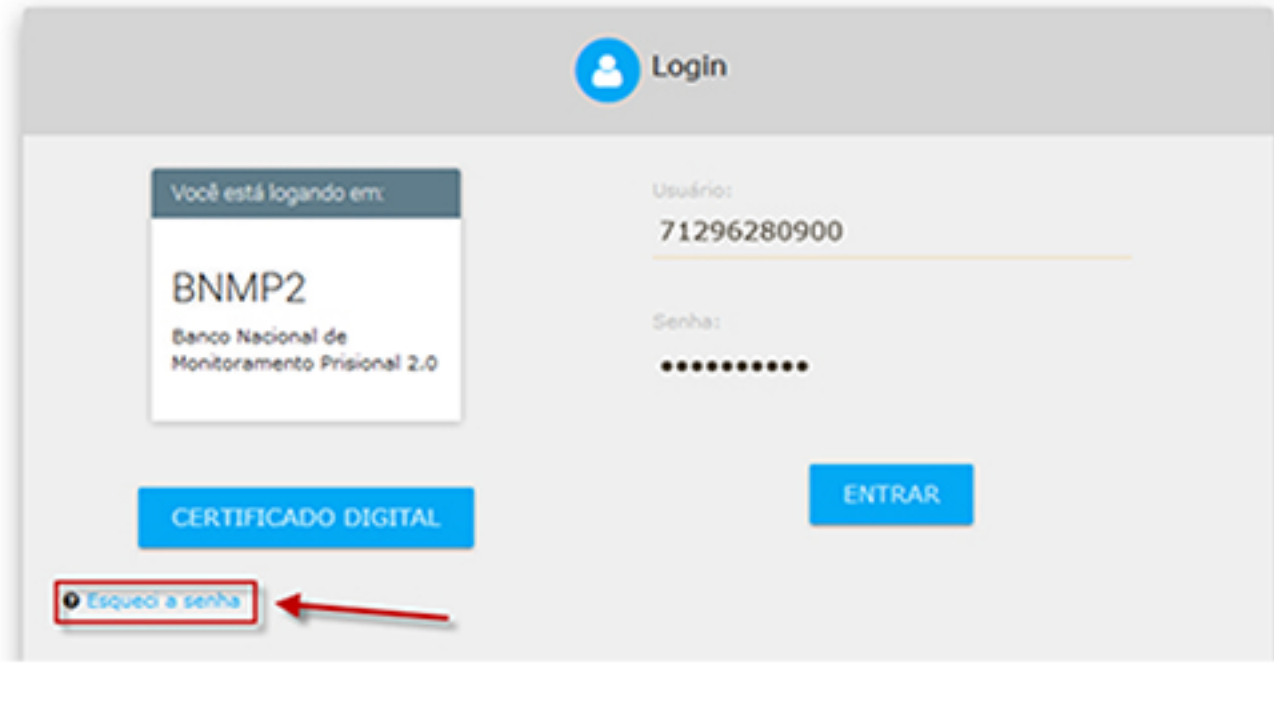 Login
Você está logando em:
BNMP2
Banco Nacional de
Monitoramento Prisional 2.0
CERTIFICADO DIGITAL
Esqueci a senha
Usuário:
71296280900
Senha:
••••••••••
ENTRAR